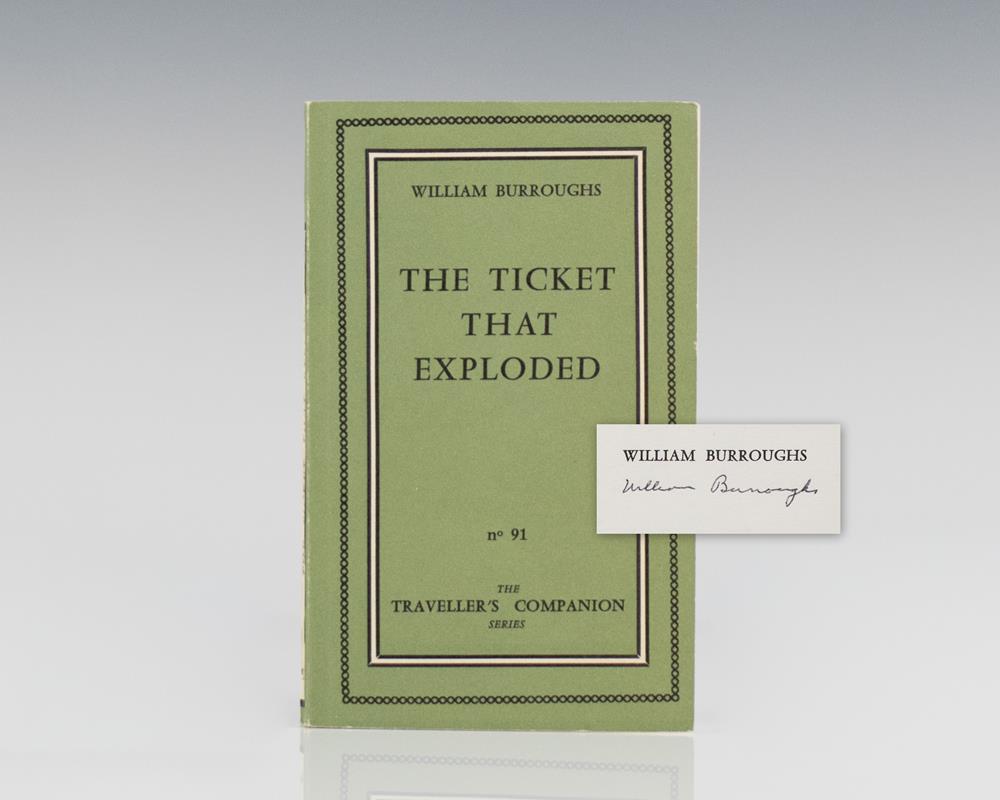 WILLIAM BURROUGHS
THE TICKET
THAT
EXPLODED
nº 91
THE
TRAVELLER'S COMPANION
SERIES
WILLIAM BURROUGHS
William Burroughs